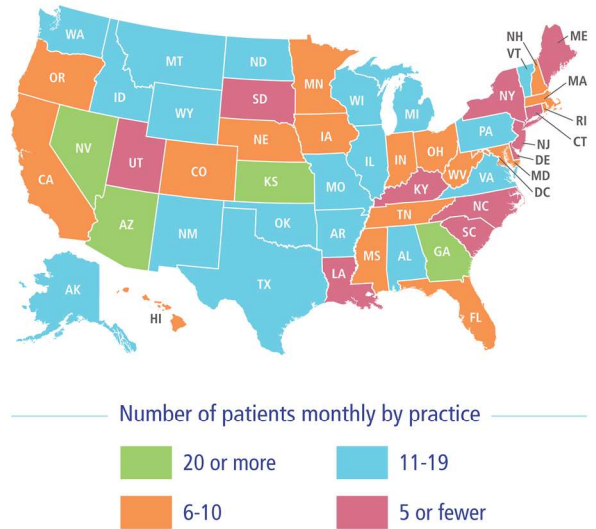 WA
MT
ND
MN
NH
ME
VT
OR
ID
SD
WI
MI
NY
MA
WY
RI
CT
NV
UT
CO
NE
IA
IL
IN
OH
PA
NJ
DE
MD
DC
CA
KS
MO
KY
WV
VA
AZ
NM
OK
AR
TN
NC
SC
TX
LA
MS
AL
GA
FL
AK
HI
Number of patients monthly by practice
20 or more
11-19
6-10
5 or fewer